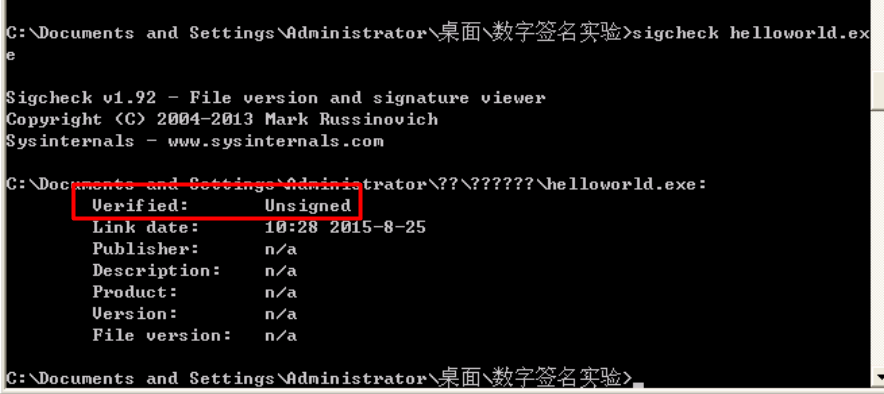 C:\Documents and Settings\Administrator\桌面\数字签名实验>sigcheck helloworld.ex
e
Sigcheck v1.92 - File version and signature viewer
Copyright (C) 2004-2013 Mark Russinovich
Sysinternals - www.sysinternals.com
C:\Documents and Settings\Administrator\??\??????\helloworld.exe:
Verified: Unsigned
Link date: 10:28 2015-8-25
Publisher: n/a
Description: n/a
Product: n/a
Version: n/a
File version: n/a
C:\Documents and Settings\Administrator\桌面\数字签名实验>